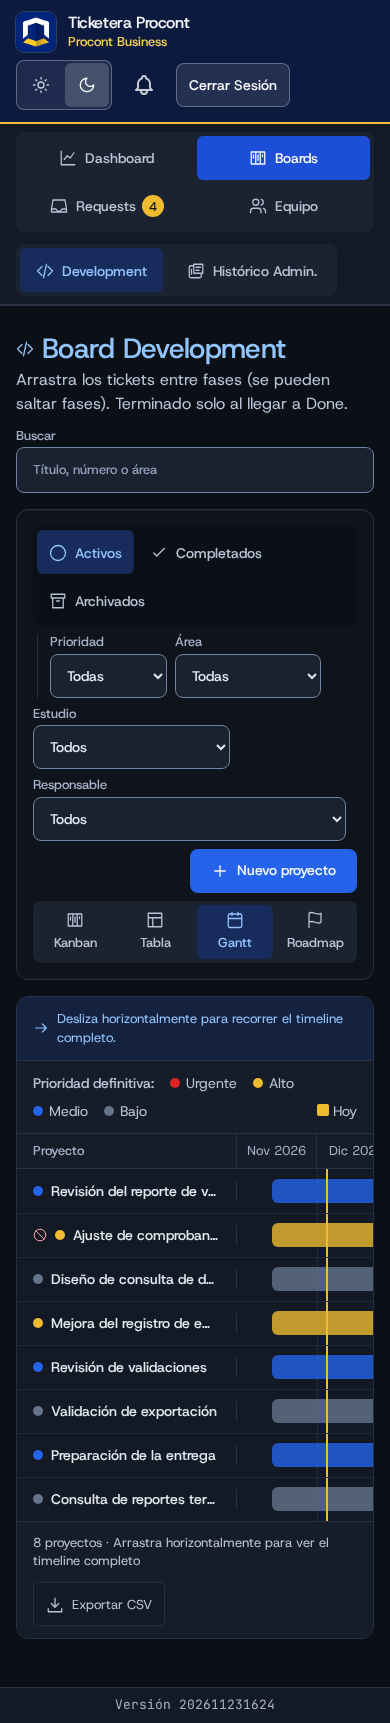 Ticketera Procont
Procont Business
Cerrar Sesión
Dashboard
Boards
Requests 4
Equipo
Development
Histórico Admin.
Board Development
Arrastra los tickets entre fases (se pueden
saltar fases). Terminado solo al llegar a Done.
Buscar
Título, número o área
Activos
Completados
Archivados
Prioridad
Área
Todas
Todas
Estudio
Todos
Responsable
Todos
Nuevo proyecto
Kanban
Tabla
Gantt
Roadmap
Desliza horizontalmente para recorrer el timeline
completo.
Prioridad definitiva:
Urgente
Alto
Medio
Bajo
Hoy
Proyecto
Nov 2026
Dic 202
Revisión del reporte de v...
Ajuste de comproban...
Diseño de consulta de d...
Mejora del registro de e...
Revisión de validaciones
Validación de exportación
Preparación de la entrega
Consulta de reportes ter...
8 proyectos · Arrastra horizontalmente para ver el
timeline completo
Exportar CSV
Versión 202611231624